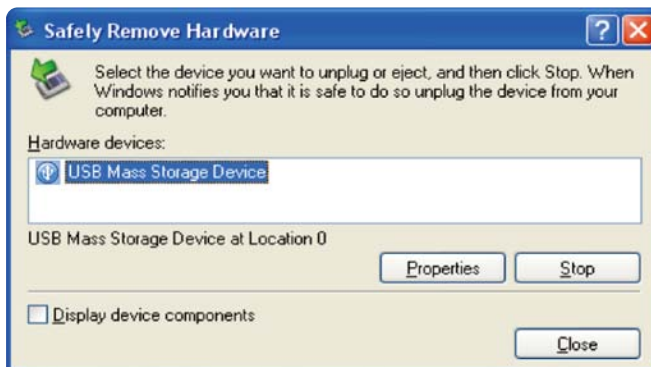 Safely Remove Hardware
Select the device you want to unplug or eject, and then click Stop. When
Windows notifies you that it is safe to do so unplug the device from your
computer.
Hardware devices:
USB Mass Storage Device
USB Mass Storage Device at Location 0
Properties Stop
Display device components
Close